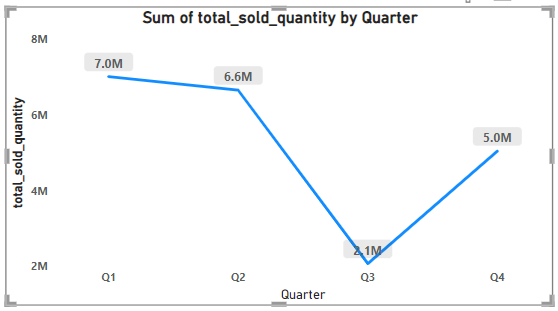 Sum of total_sold_quantity by Quarter
8M
7.0M
6.6M
6M
5.0M
4M
2.1M
2M
total_sold_quantity
Q1 Q2 Q3 Q4
Quarter